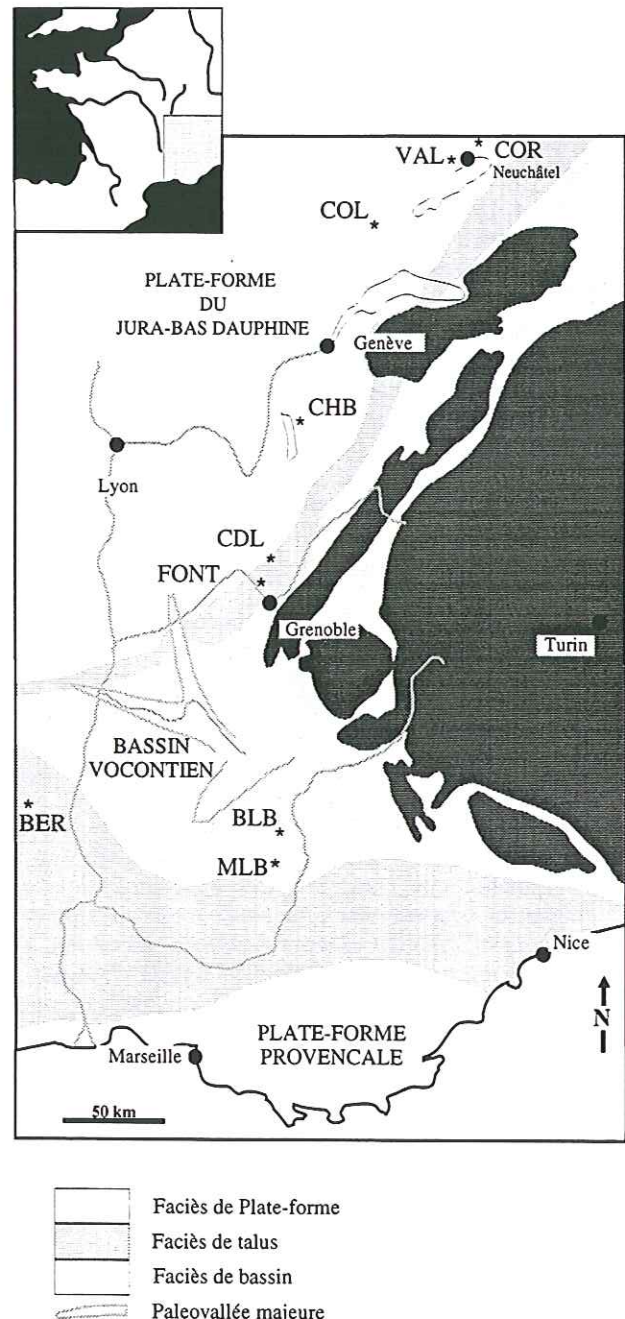 VAL* * COR
Neuchâtel
COL *
PLATE-FORME
DU
JURA-BAS DAUPHINE
Genève
* CHB
Lyon
CDL *
FONT *
Grenoble
Turin
BASSIN
VOCONTIEN
*
BER
BLB *
MLB*
Nice
N
PLATE-FORME
PROVENCALE
Marseille
50 km
Faciès de Plate-forme
Faciès de talus
Faciès de bassin
Paleovallée majeure